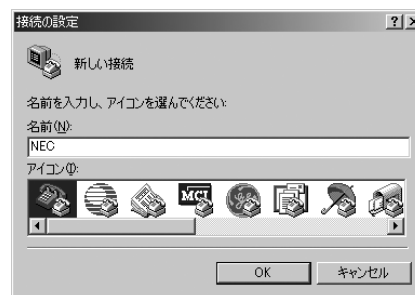 接続の設定
新しい接続
名前を入力し、アイコンを選んでください:
名前(N):
NEC
アイコン(I):
MCI
OK
キャンセル